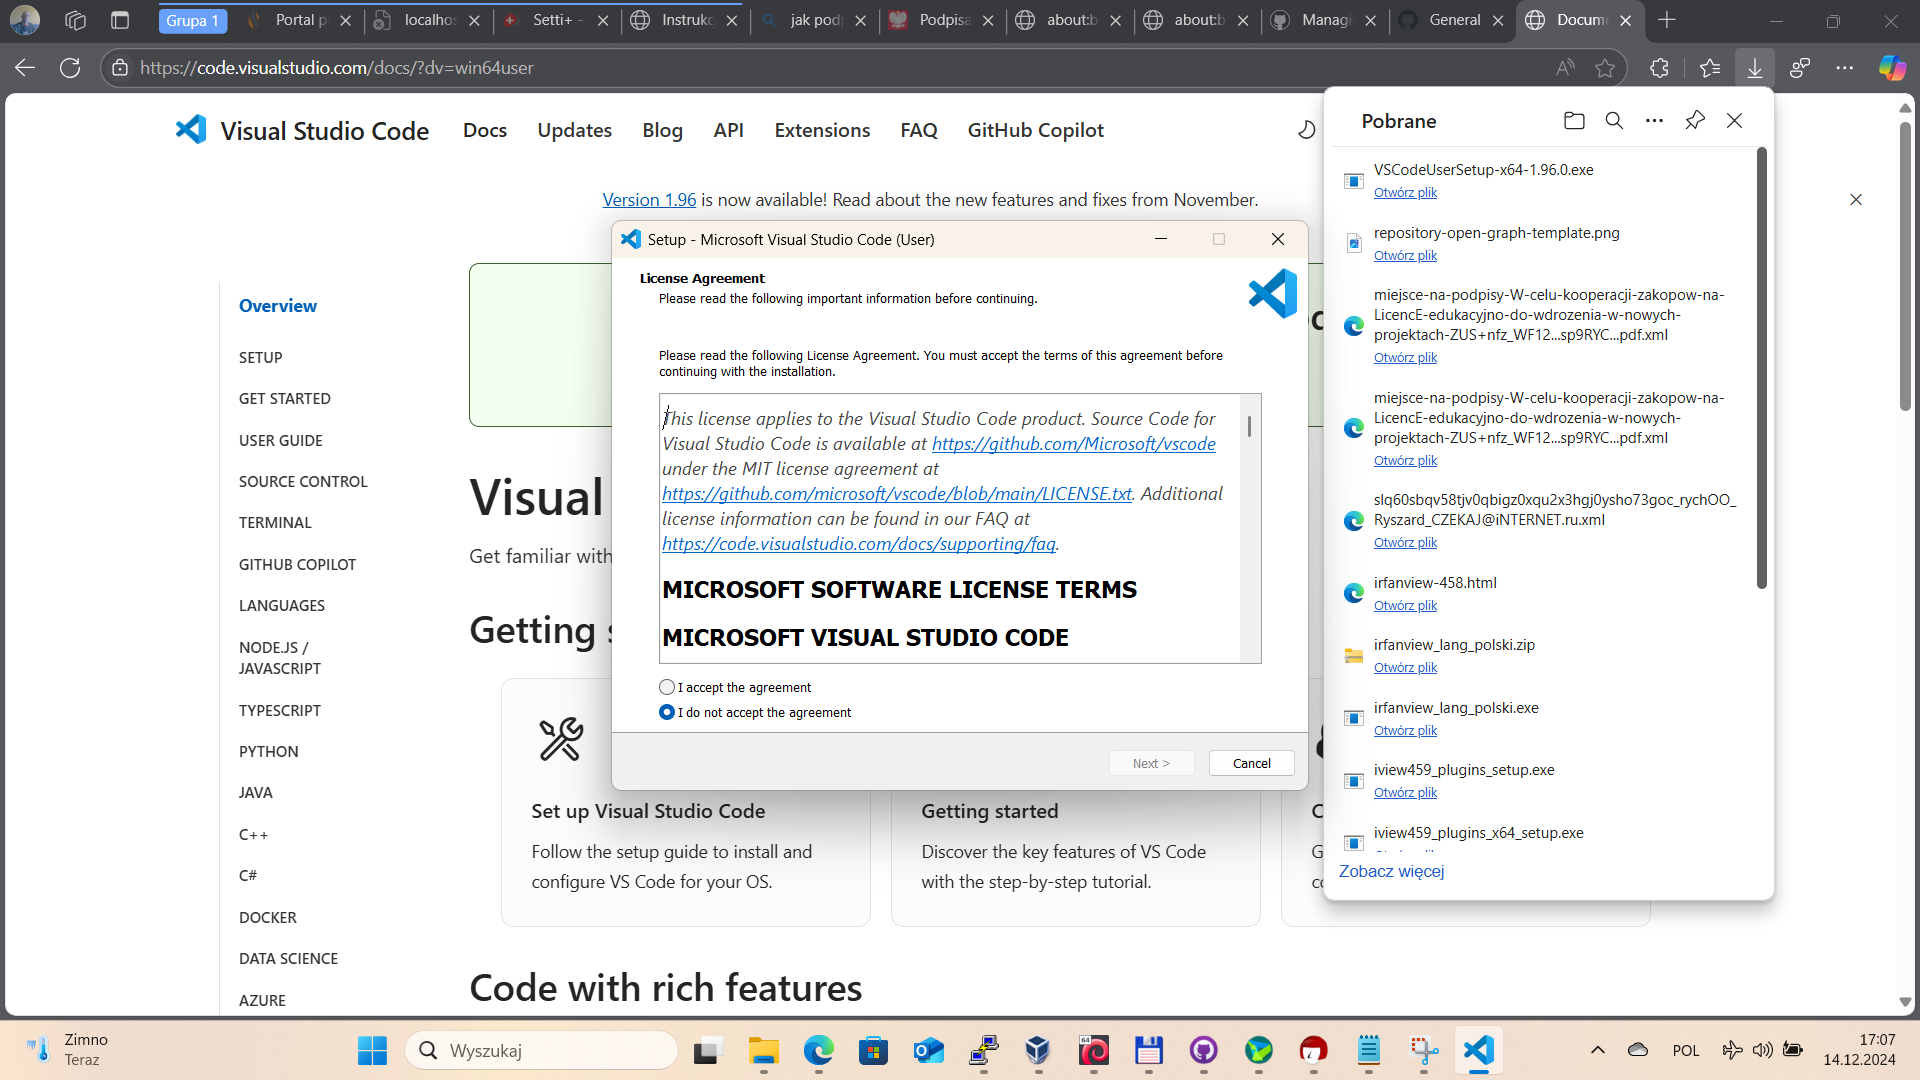 Grupa 1
Portal p
localhos
Setti+ -
Instrukc
jak podp
Podpisa
about:b
about:b
Managi
General
Docume
https://code.visualstudio.com/docs/?dv=win64user
Visual Studio Code
Docs
Updates
Blog
API
Extensions
FAQ
GitHub Copilot
Version 1.96 is now available! Read about the new features and fixes from November.
Overview
SETUP
GET STARTED
USER GUIDE
SOURCE CONTROL
TERMINAL
GITHUB COPILOT
LANGUAGES
NODE.JS /
JAVASCRIPT
TYPESCRIPT
PYTHON
JAVA
C++
C#
DOCKER
DATA SCIENCE
AZURE
Visual
Get familiar with
Getting s
Set up Visual Studio Code
Follow the setup guide to install and
configure VS Code for your OS.
Getting started
Discover the key features of VS Code
with the step-by-step tutorial.
Code with rich features
Setup - Microsoft Visual Studio Code (User)
License Agreement
Please read the following important information before continuing.
Please read the following License Agreement. You must accept the terms of this agreement before
continuing with the installation.
This license applies to the Visual Studio Code product. Source Code for
Visual Studio Code is available at https://github.com/Microsoft/vscode
under the MIT license agreement at
https://github.com/microsoft/vscode/blob/main/LICENSE.txt. Additional
license information can be found in our FAQ at
https://code.visualstudio.com/docs/supporting/faq.
MICROSOFT SOFTWARE LICENSE TERMS
MICROSOFT VISUAL STUDIO CODE
I accept the agreement
I do not accept the agreement
Next >
Cancel
Pobrane
VSCodeUserSetup-x64-1.96.0.exe
Otwórz plik
repository-open-graph-template.png
Otwórz plik
miejsce-na-podpisy-W-celu-kooperacji-zakopow-na-
LicencE-edukacyjno-do-wdrozenia-w-nowych-
projektach-ZUS+nfz_WF12...sp9RYC...pdf.xml
Otwórz plik
miejsce-na-podpisy-W-celu-kooperacji-zakopow-na-
LicencE-edukacyjno-do-wdrozenia-w-nowych-
projektach-ZUS+nfz_WF12...sp9RYC...pdf.xml
Otwórz plik
slq60sbqv58tjv0qbigz0xqu2x3hgj0ysho73goc_rychOO_
Ryszard_CZEKAJ@iNTERNET.ru.xml
Otwórz plik
irfanview-458.html
Otwórz plik
irfanview_lang_polski.zip
Otwórz plik
irfanview_lang_polski.exe
Otwórz plik
iview459_plugins_setup.exe
Otwórz plik
iview459_plugins_x64_setup.exe
Zobacz więcej
Zimno
Teraz
Wyszukaj
64
POL
17:07
14.12.2024